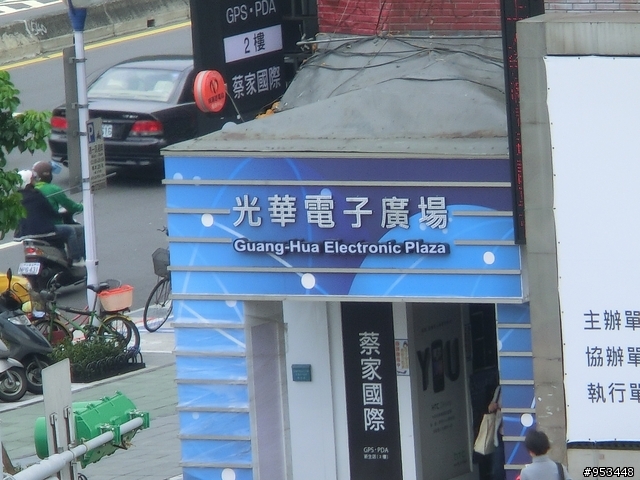 GPS·PDA
2樓
蔡家國際
光華電子廣場
Guang-Hua Electronic Plaza
蔡家國際
GPS·PDA
YOU
主辦單
協辦單
執行單
P
#953448